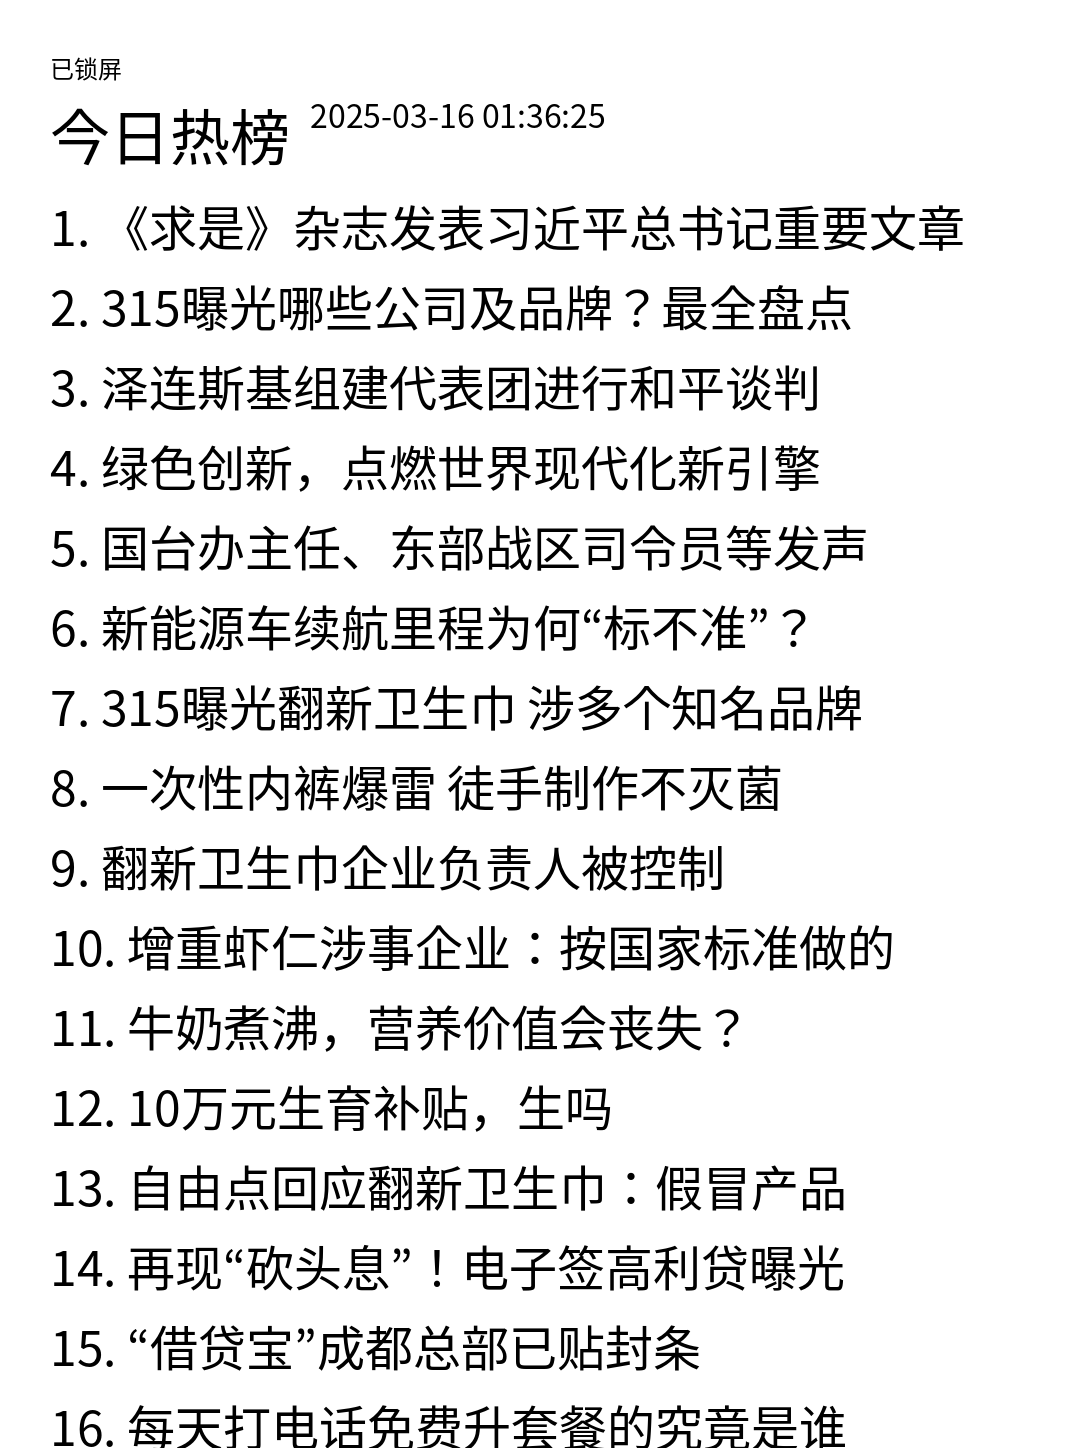 已锁屏
今日热榜 2025-03-16 01:36:25
1. 《求是》杂志发表习近平总书记重要文章
2. 315曝光哪些公司及品牌？最全盘点
3. 泽连斯基组建代表团进行和平谈判
4. 绿色创新，点燃世界现代化新引擎
5. 国台办主任、东部战区司令员等发声
6. 新能源车续航里程为何“标不准”？
7. 315曝光翻新卫生巾 涉多个知名品牌
8. 一次性内裤爆雷 徒手制作不灭菌
9. 翻新卫生巾企业负责人被控制
10. 增重虾仁涉事企业：按国家标准做的
11. 牛奶煮沸，营养价值会丧失？
12. 10万元生育补贴，生吗
13. 自由点回应翻新卫生巾：假冒产品
14. 再现“砍头息”！电子签高利贷曝光
15. “借贷宝”成都总部已贴封条
16. 每天打电话免费升套餐的究竟是谁